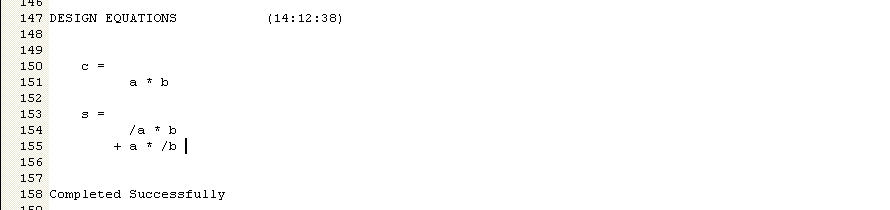 146
147 DESIGN EQUATIONS (14:12:38)
148
149
150 c =
151 a * b
152
153 s =
154 /a * b
155 + a * /b
156
157
158 Completed Successfully